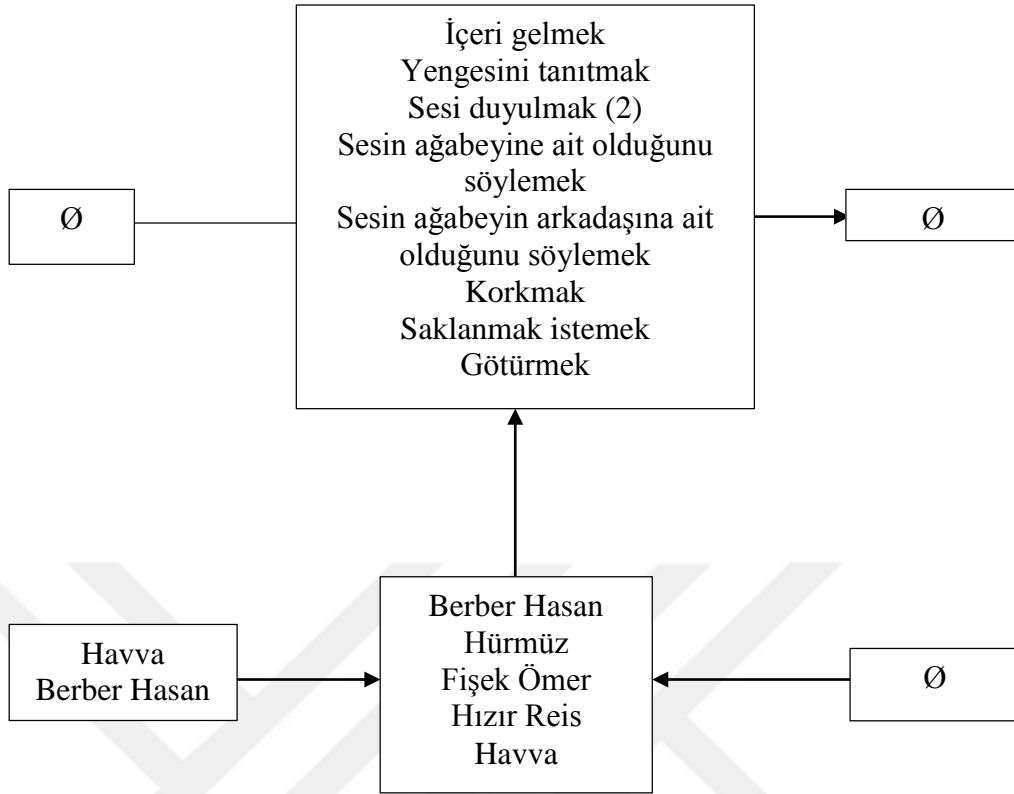 İçeri gelmek
Yengesini tanıtmak
Sesi duyulmak (2)
Sesin ağabeyine ait olduğunu
söylemek
Sesin ağabeyin arkadaşına ait
olduğunu söylemek
Korkmak
Saklanmak istemek
Götürmek
Ø
Ø
Havva
Berber Hasan
Berber Hasan
Hürmüz
Fişek Ömer
Hızır Reis
Havva
Ø